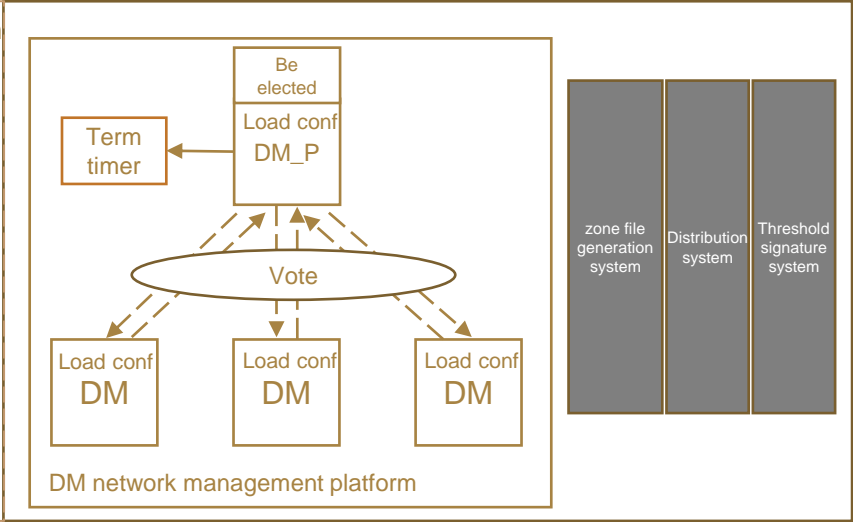 Be
elected
Load conf
DM_P
Term
timer
Vote
Load conf
DM
Load conf
DM
Load conf
DM
DM network management platform
zone file
generation
system
Distribution
system
Threshold
signature
system